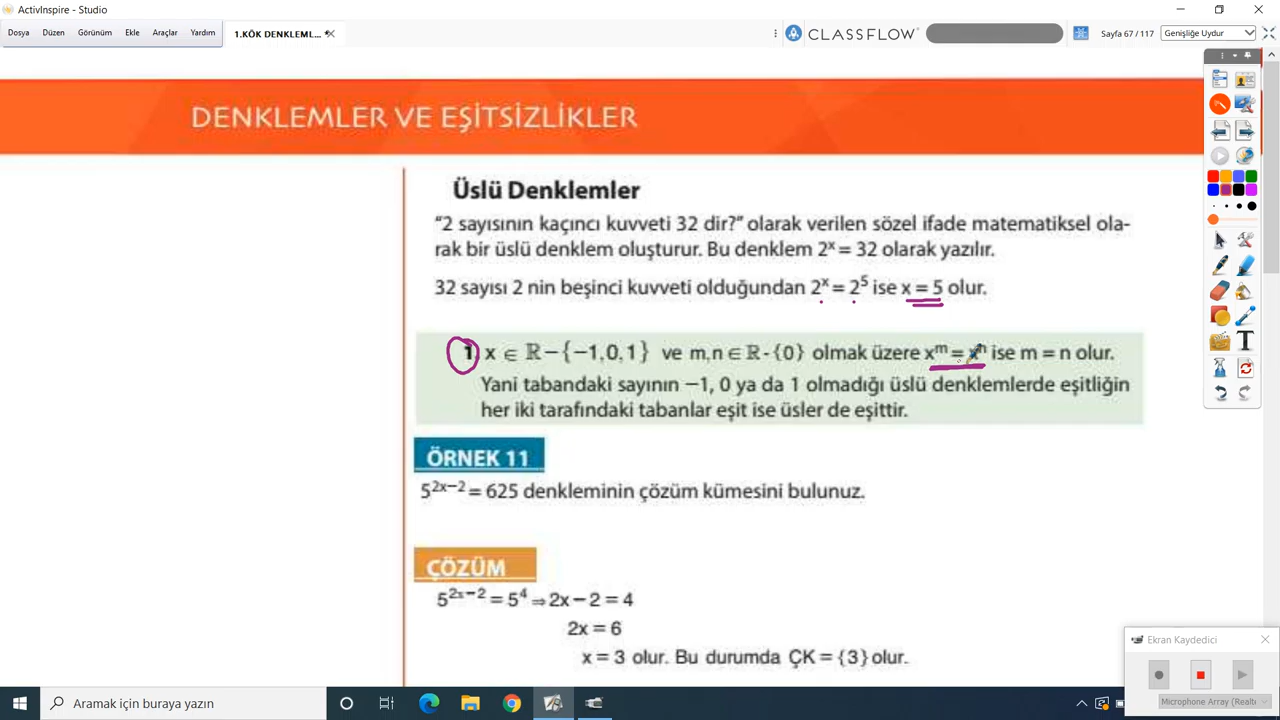 ActivInspire - Studio
Dosya Düzen Görünüm Ekle Araçlar Yardım
1.KÖK DENKLEML...
CLASSFLOW
Sayfa 67 / 117
Genişliğe Uydur
DENKLEMLER VE EŞİTSİZLİKLER
Üslü Denklemler
“2 sayısının kaçıncı kuvveti 32 dir?” olarak verilen sözel ifade matematiksel ola-
rak bir üslü denklem oluşturur. Bu denklem 2ˣ = 32 olarak yazılır.
32 sayısı 2 nin beşinci kuvveti olduğundan 2ˣ = 2⁵ ise x = 5 olur.
1. x ∈ ℝ − {−1,0,1} ve m,n ∈ ℝ - {0} olmak üzere xᵐ = xⁿ ise m = n olur.
Yani tabandaki sayının −1, 0 ya da 1 olmadığı üslü denklemlerde eşitliğin
her iki tarafındaki tabanlar eşit ise üsler de eşittir.
ÖRNEK 11
5²ˣ⁻² = 625 denkleminin çözüm kümesini bulunuz.
ÇÖZÜM
5²ˣ⁻² = 5⁴ ⇒ 2x − 2 = 4
2x = 6
x = 3 olur. Bu durumda ÇK = {3} olur.
Ekran Kaydedici
Microphone Array (Realt
Aramak için buraya yazın